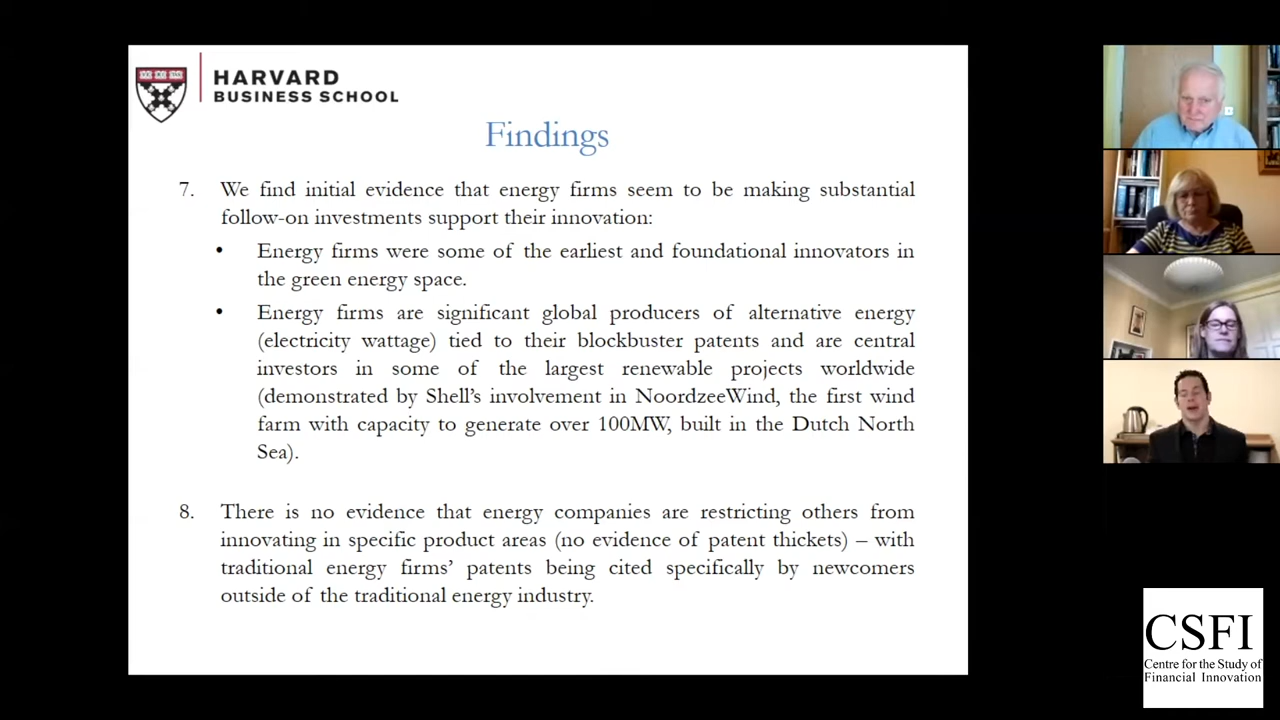 HARVARD
BUSINESS SCHOOL
Findings
7. We find initial evidence that energy firms seem to be making substantial
follow-on investments support their innovation:
• Energy firms were some of the earliest and foundational innovators in
the green energy space.
• Energy firms are significant global producers of alternative energy
(electricity wattage) tied to their blockbuster patents and are central
investors in some of the largest renewable projects worldwide
(demonstrated by Shell's involvement in NoordzeeWind, the first wind
farm with capacity to generate over 100MW, built in the Dutch North
Sea).
8. There is no evidence that energy companies are restricting others from
innovating in specific product areas (no evidence of patent thickets) – with
traditional energy firms' patents being cited specifically by newcomers
outside of the traditional energy industry.
CSFI
Centre for the Study of
Financial Innovation